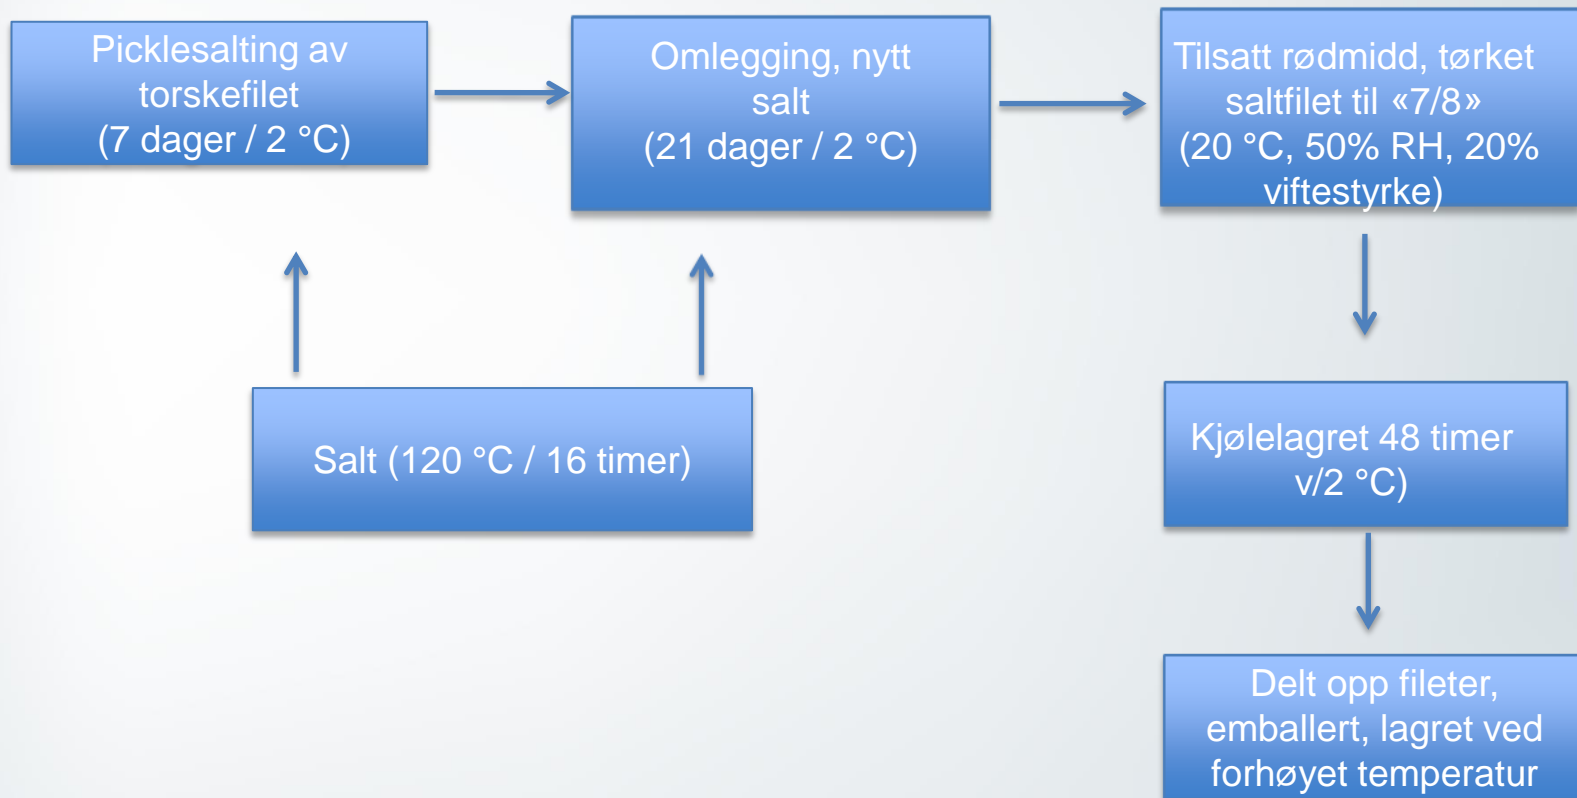 Picklesalting av
torskefilet
(7 dager / 2 °C)
Omlegging, nytt
salt
(21 dager / 2 °C)
Tilsatt rødmidd, tørket
saltfilet til «7/8»
(20 °C, 50% RH, 20%
viftestyrke)
Salt (120 °C / 16 timer)
Kjølelagret 48 timer
v/2 °C)
Delt opp fileter,
emballert, lagret ved
forhøyet temperatur